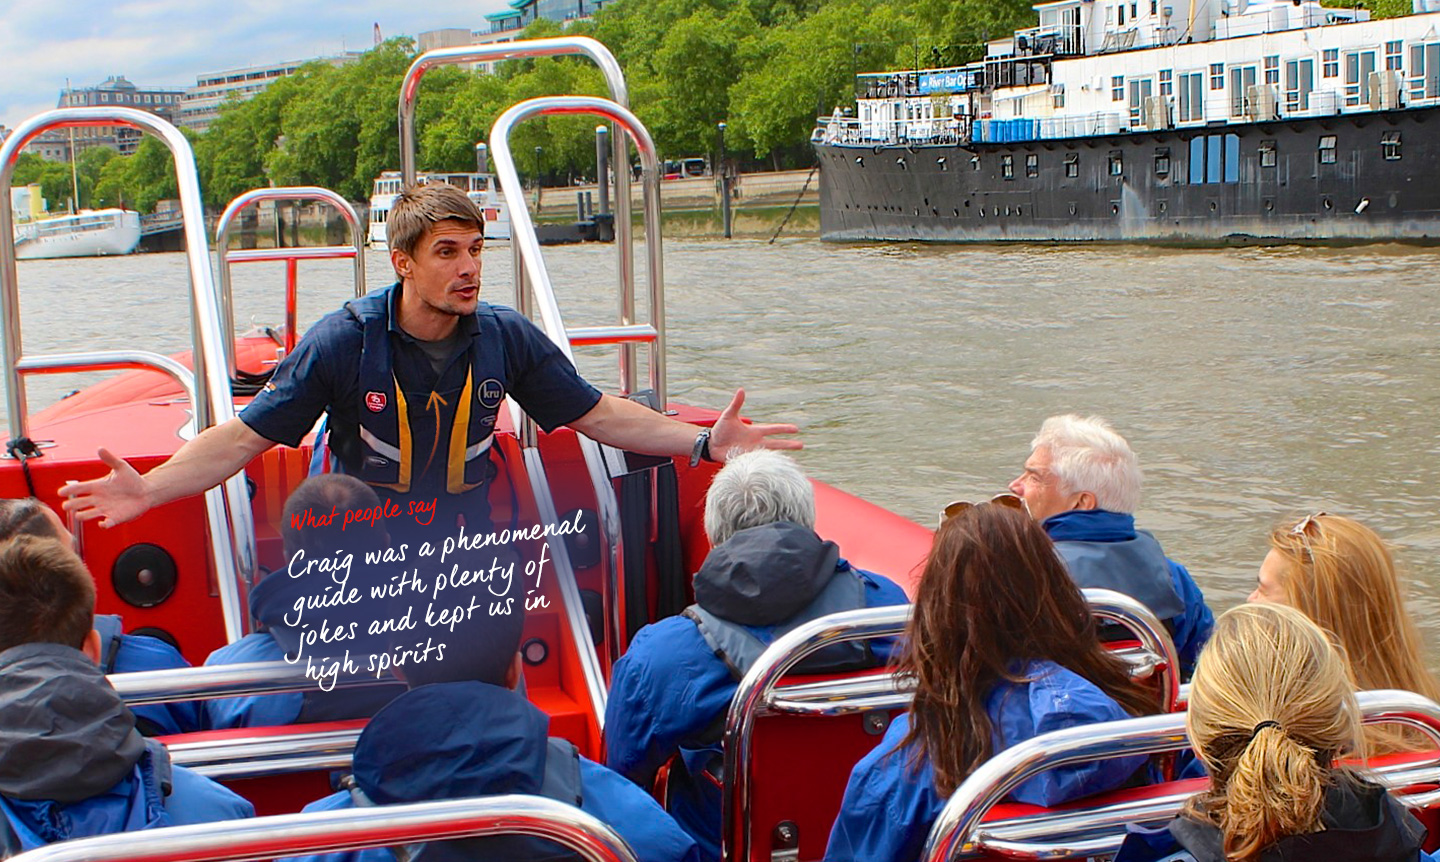 River Bar
kru
What people say
Craig was a phenomenal
guide with plenty of
jokes and kept us in
high spirits